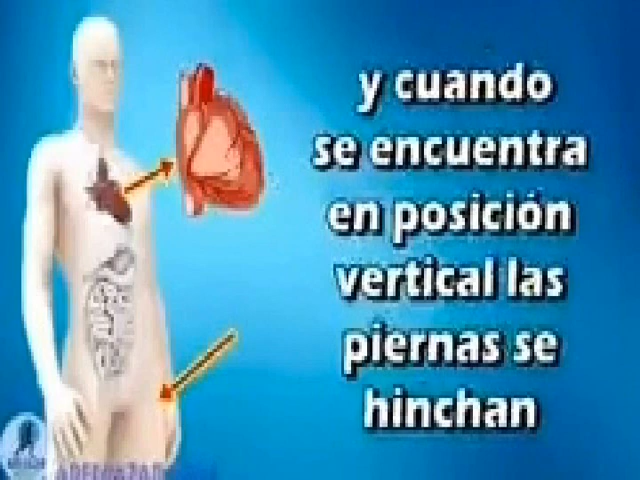 y cuando
se encuentra
en posición
vertical las
piernas se
hinchan